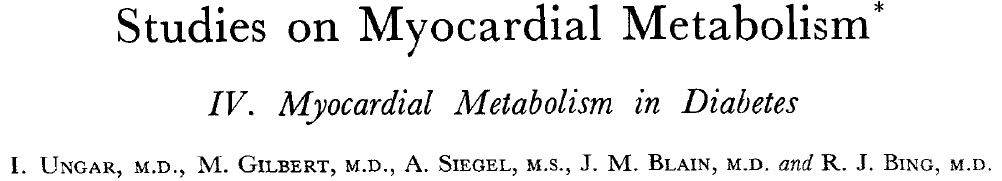 Studies on Myocardial Metabolism*
IV. Myocardial Metabolism in Diabetes
I. UNGAR, M.D., M. GILBERT, M.D., A. SIEGEL, M.S., J. M. BLAIN, M.D. and R. J. BING, M.D.